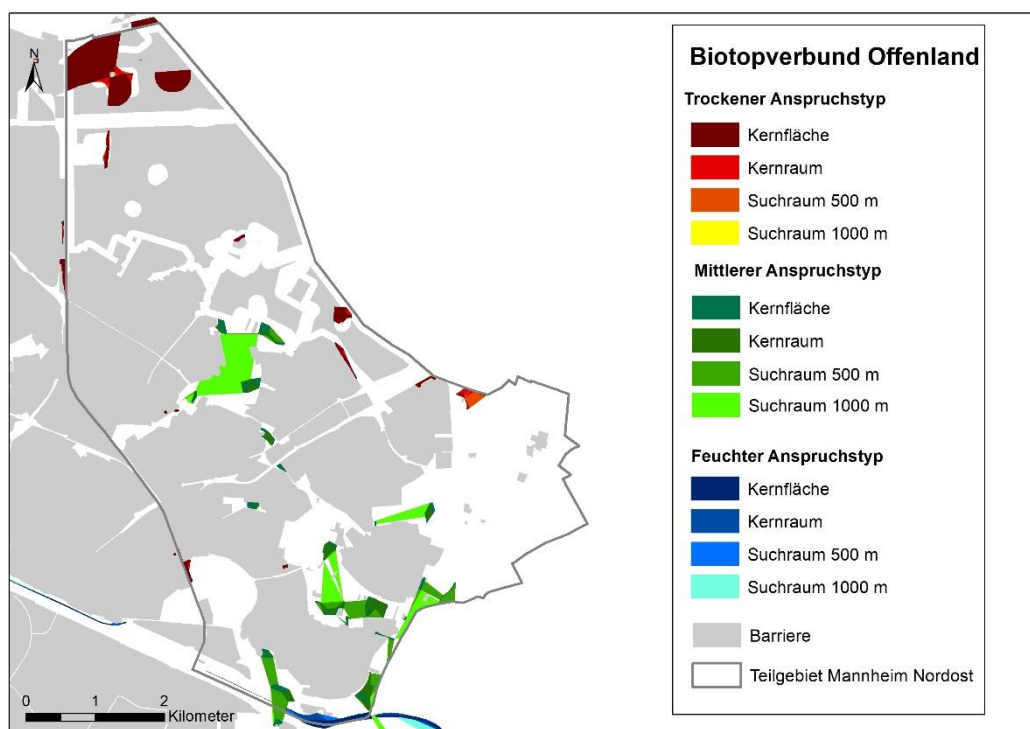 N
0 1 2
Kilometer
Biotopverbund Offenland
Trockener Anspruchstyp
Kernfläche
Kernraum
Suchraum 500 m
Suchraum 1000 m
Mittlerer Anspruchstyp
Kernfläche
Kernraum
Suchraum 500 m
Suchraum 1000 m
Feuchter Anspruchstyp
Kernfläche
Kernraum
Suchraum 500 m
Suchraum 1000 m
Barriere
Teilgebiet Mannheim Nordost